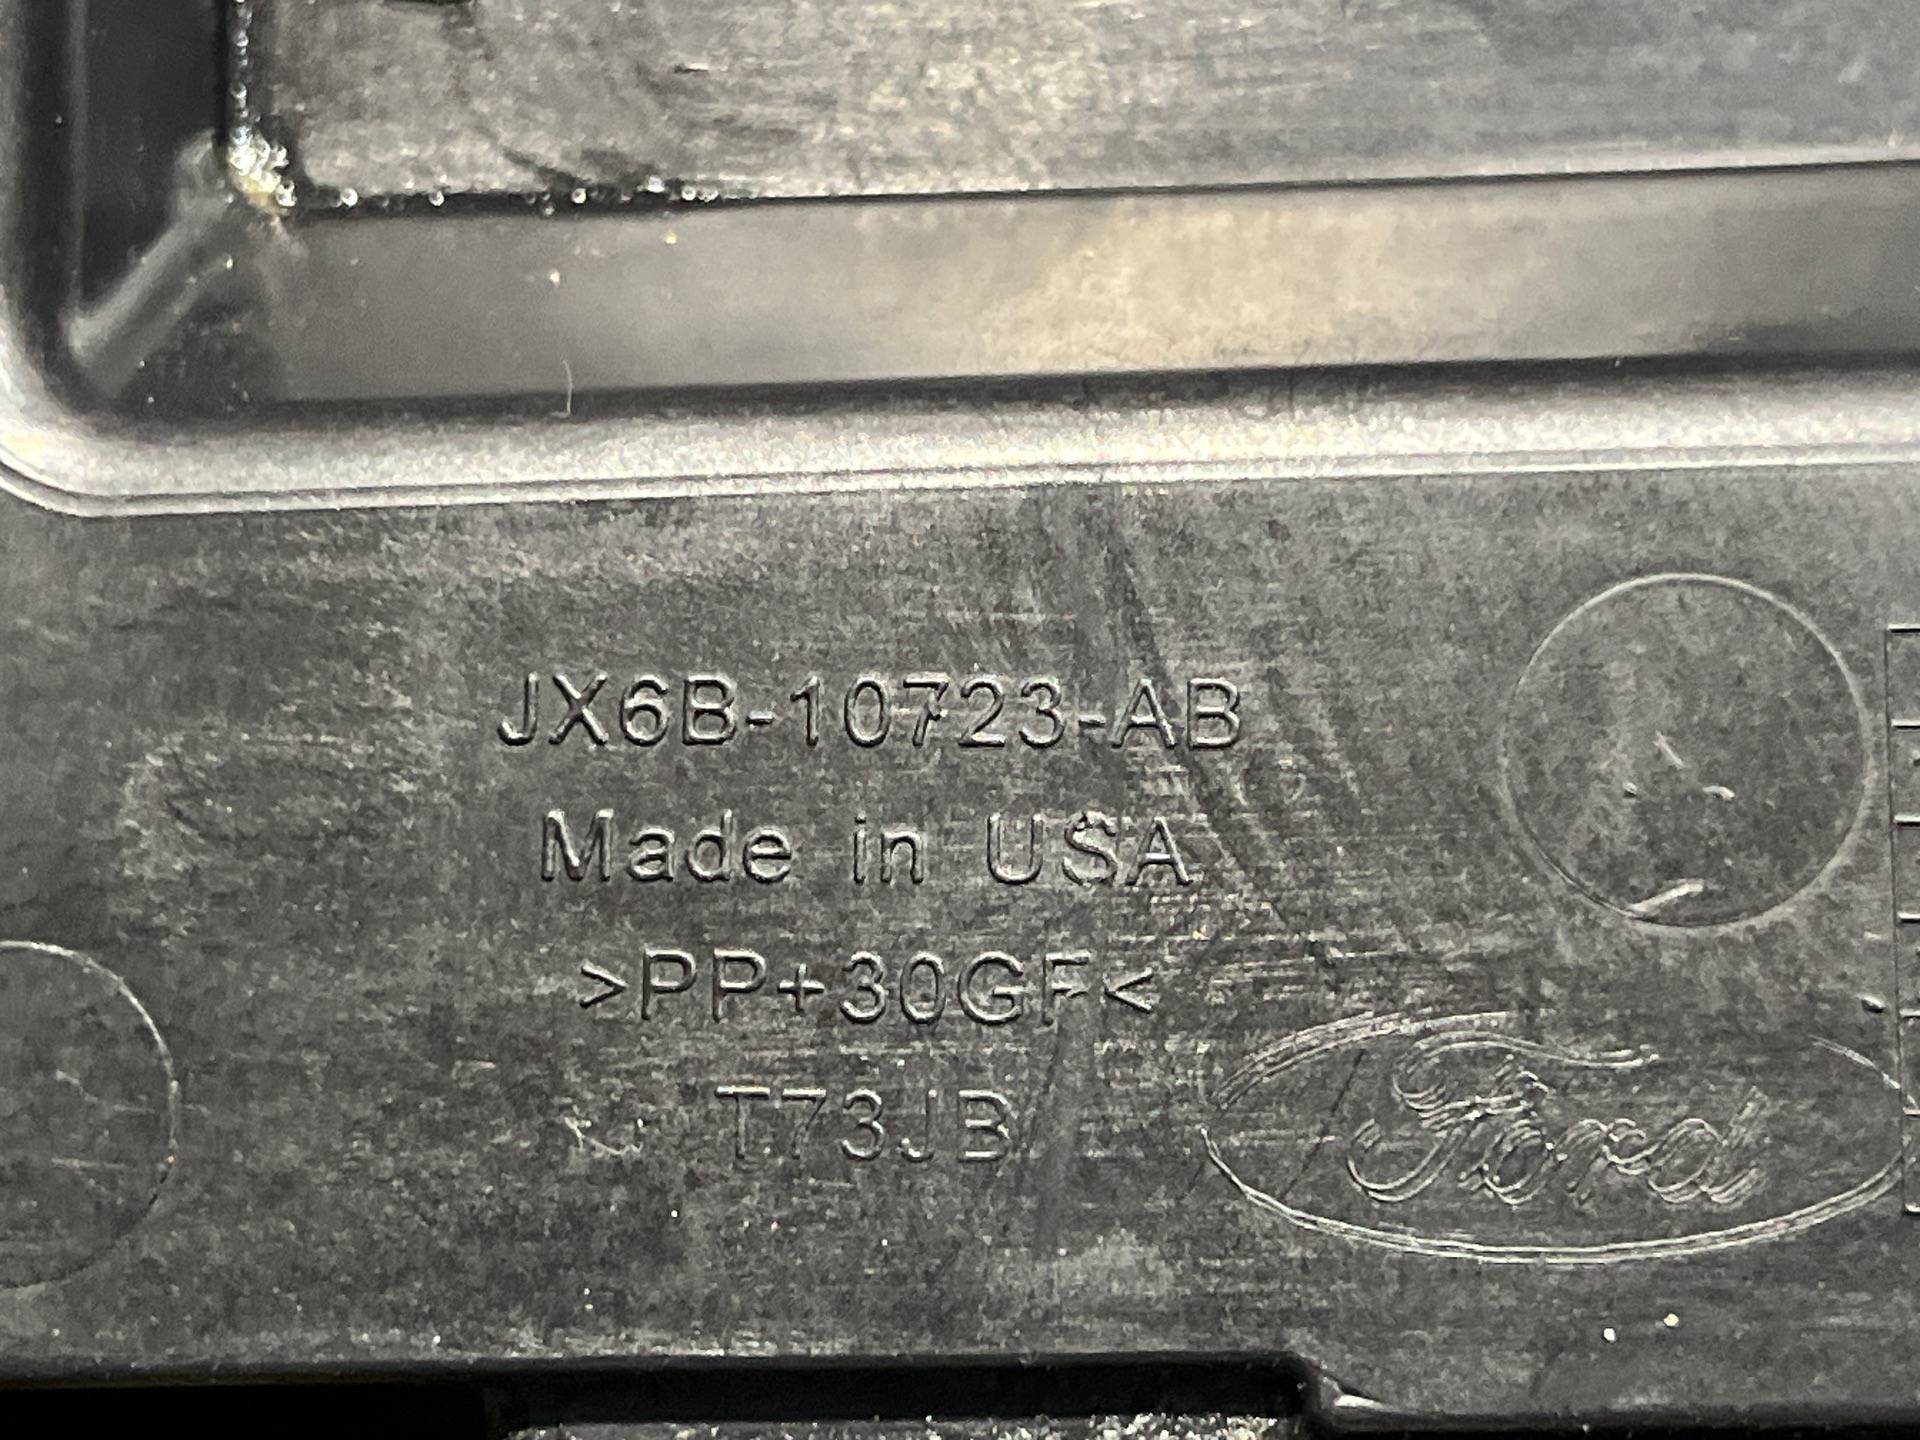 JX6B-10723-AB
Made in USA
>PP+30GF<
T73JB
Ford